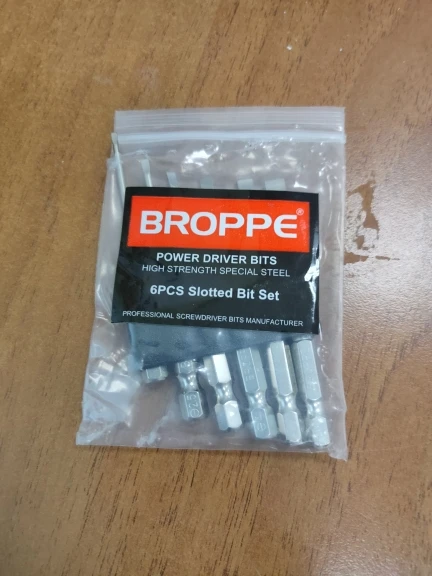 BROPPE®
POWER DRIVER BITS
HIGH STRENGTH SPECIAL STEEL
6PCS Slotted Bit Set
PROFESSIONAL SCREWDRIVER BITS MANUFACTURER